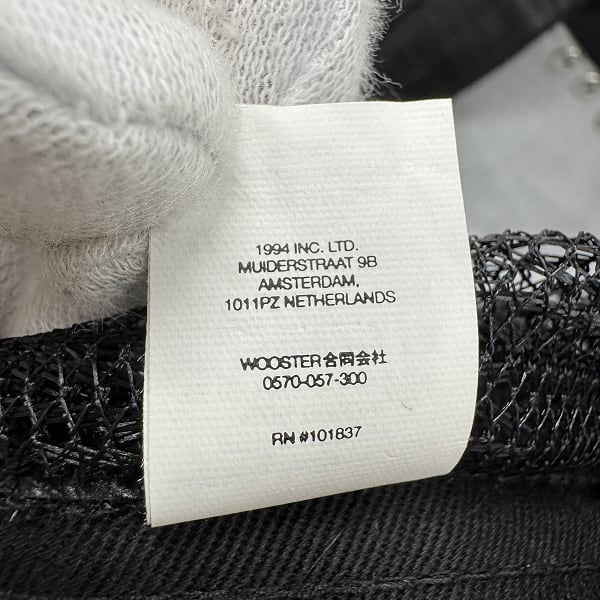 1994 INC. LTD.
MUIDERSTRAAT 9B
AMSTERDAM,
1011PZ NETHERLANDS
WOOSTER合同会社
0570-057-300
RN #101837